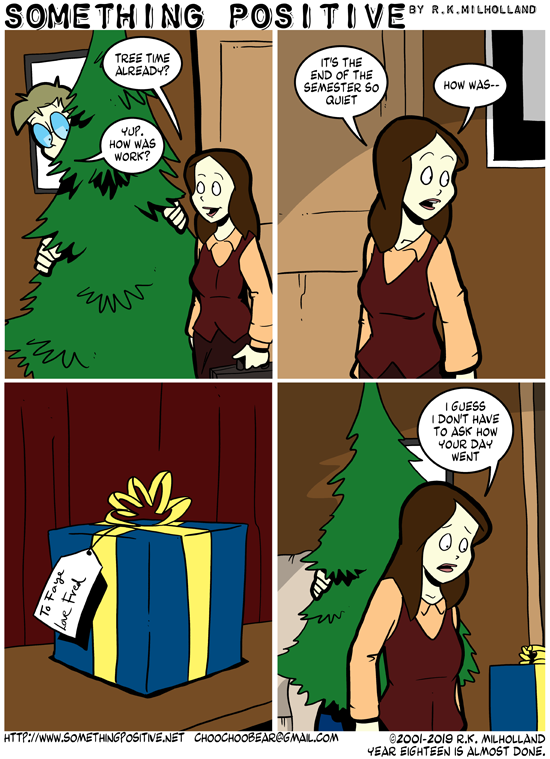 SOMETHING POSITIVE BY R.K.MILHOLLAND
TREE TIME
ALREADY?
YUP.
HOW WAS
WORK?
IT'S THE
END OF THE
SEMESTER SO
QUIET
HOW WAS--
To Faye
Love Fred
I GUESS
I DON'T HAVE
TO ASK HOW
YOUR DAY
WENT
HTTP://WWW.SOMETHINGPOSITIVE.NET CHOOCHOOBEAR@GMAIL.COM
©2001-2019 R.K. MILHOLLAND
YEAR EIGHTEEN IS ALMOST DONE.